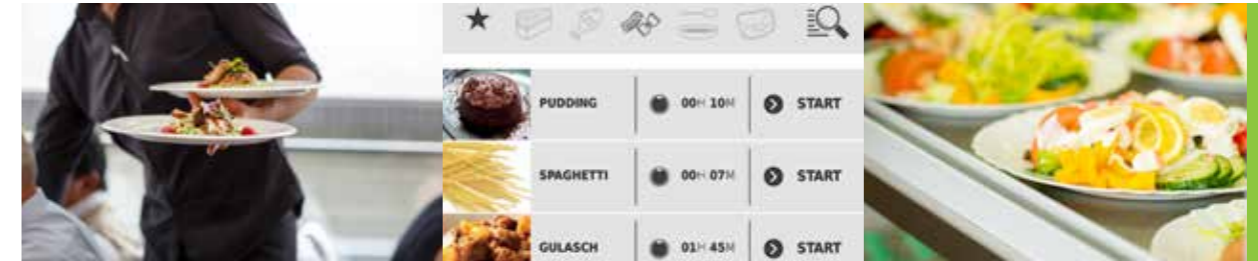 PUDDING 00H 10M START
SPAGHETTI 00H 07M START
GULASCH 01H 45M START